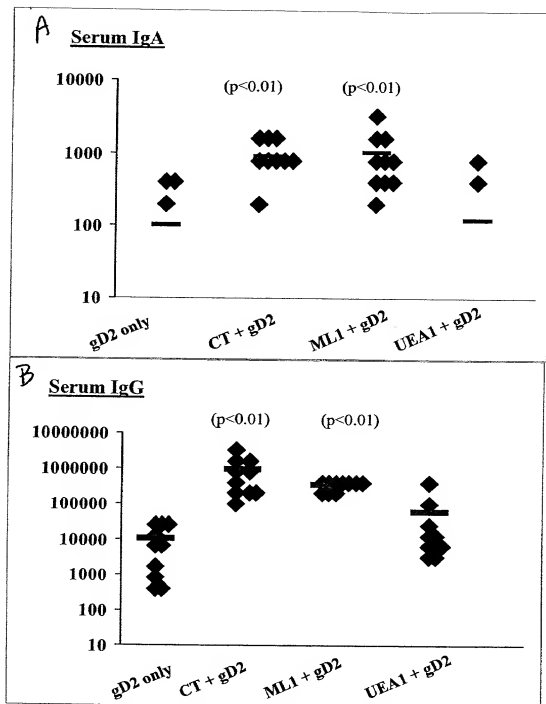 A Serum IgA
(p<0.01) (p<0.01)
10000
1000
100
10
gD2 only CT + gD2 ML1 + gD2 UEA1 + gD2
B Serum IgG
(p<0.01) (p<0.01)
10000000
1000000
100000
10000
1000
100
10
gD2 only CT + gD2 ML1 + gD2 UEA1 + gD2